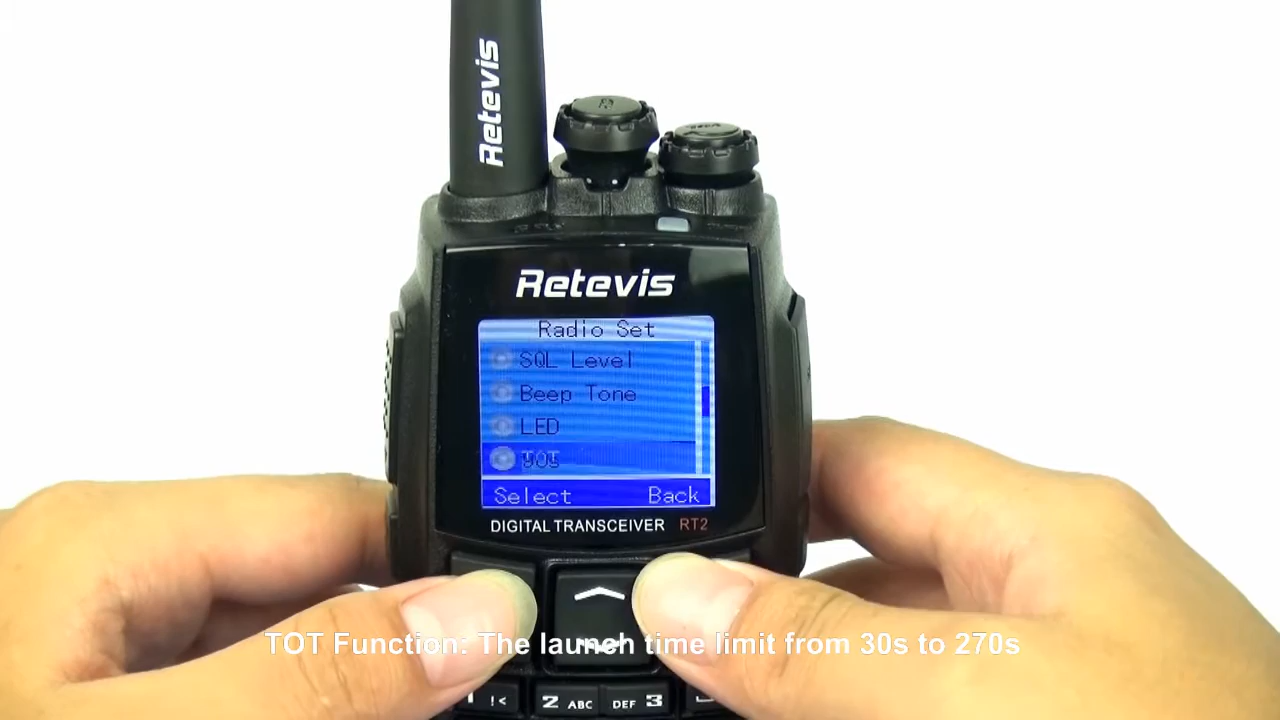 Retevis
Retevis
Radio Set
SQL Level
Beep Tone
LED
Select Back
DIGITAL TRANSCEIVER RT2
TOT Function: The launch time limit from 30s to 270s
2 ABC DEF 3